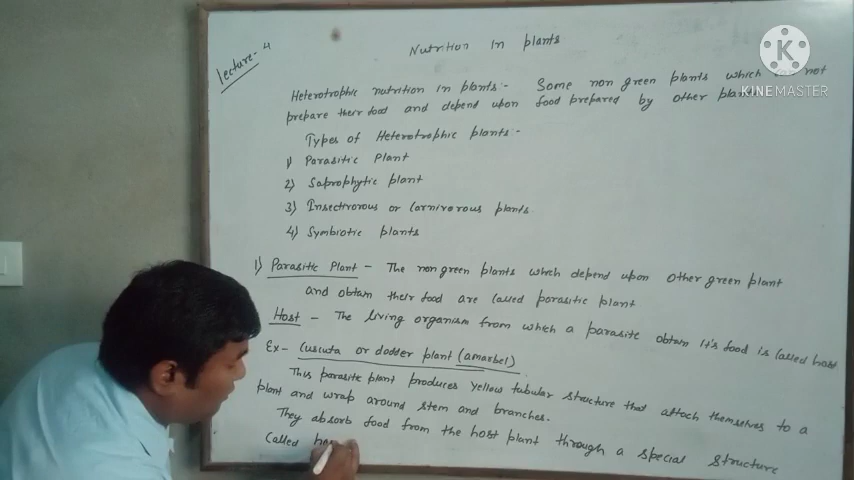 Lecture-4
Nutrition in plants
KINEMASTER
Heterotrophic nutrition in plants:- Some non green plants which not
prepare their food and depend upon food prepared by other
Types of Heterotrophic plants:-
1) Parasitic Plant
2) Saprophytic plant
3) Insectivorous or Carnivorous plants
4) Symbiotic plants
1) Parasitic Plant - The non green plants which depend upon other green plant
and obtain their food are called parasitic plant
Host - The living organism from which a parasite obtain it's food is called host
Ex- Cuscuta or dodder plant (amarbel)
This parasitic plant produces yellow tubular structure that attach themselves to a
plant and wrap around stem and branches.
They absorb food from the host plant through a special structure
Called